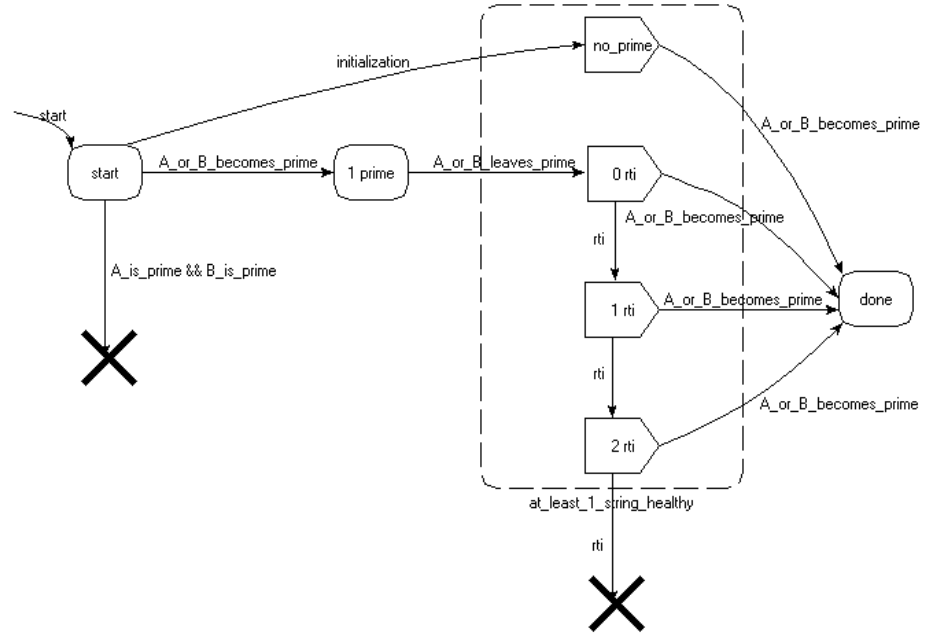 no_prime
initialization
start
A_or_B_becomes_prime
start
A_or_B_becomes_prime
1 prime
A_or_B_leaves_prime
0 rti
A_or_B_becomes_prime
rti
A_is_prime && B_is_prime
1 rti
A_or_B_becomes_prime
done
rti
A_or_B_becomes_prime
2 rti
at_least_1_string_healthy
rti